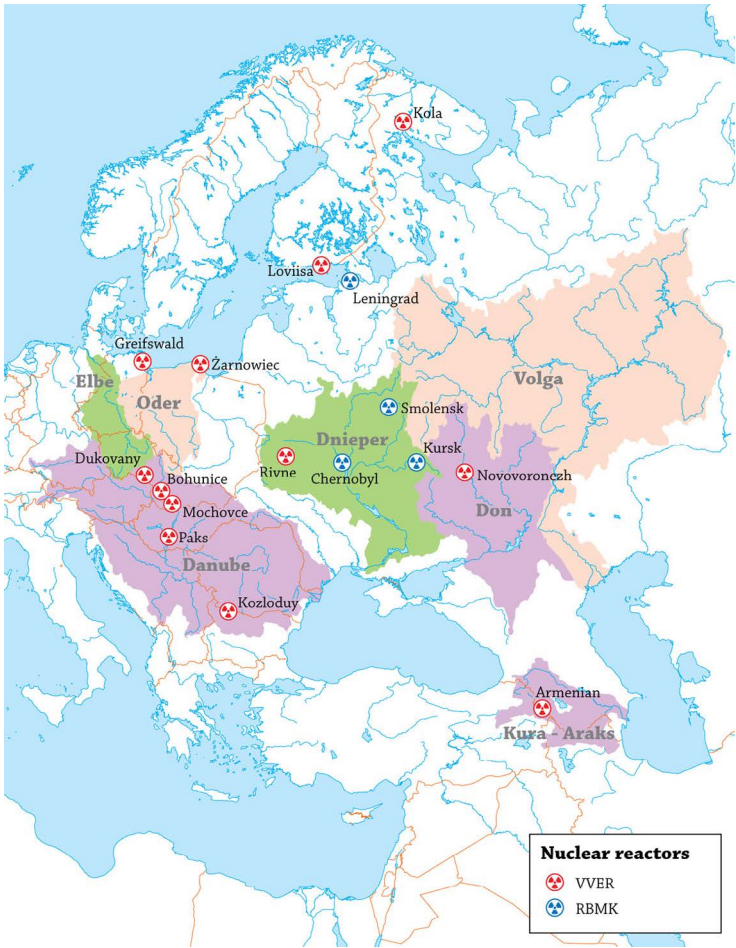 Kola
Loviisa
Leningrad
Greifswald
Żarnowiec
Elbe
Oder
Volga
Smolensk
Dnieper
Kursk
Dukovany
Rivne
Chernobyl
Novovoronezh
Bohunice
Mochovce
Don
Paks
Danube
Kozloduy
Armenian
Kura - Araks
Nuclear reactors
VVER
RBMK